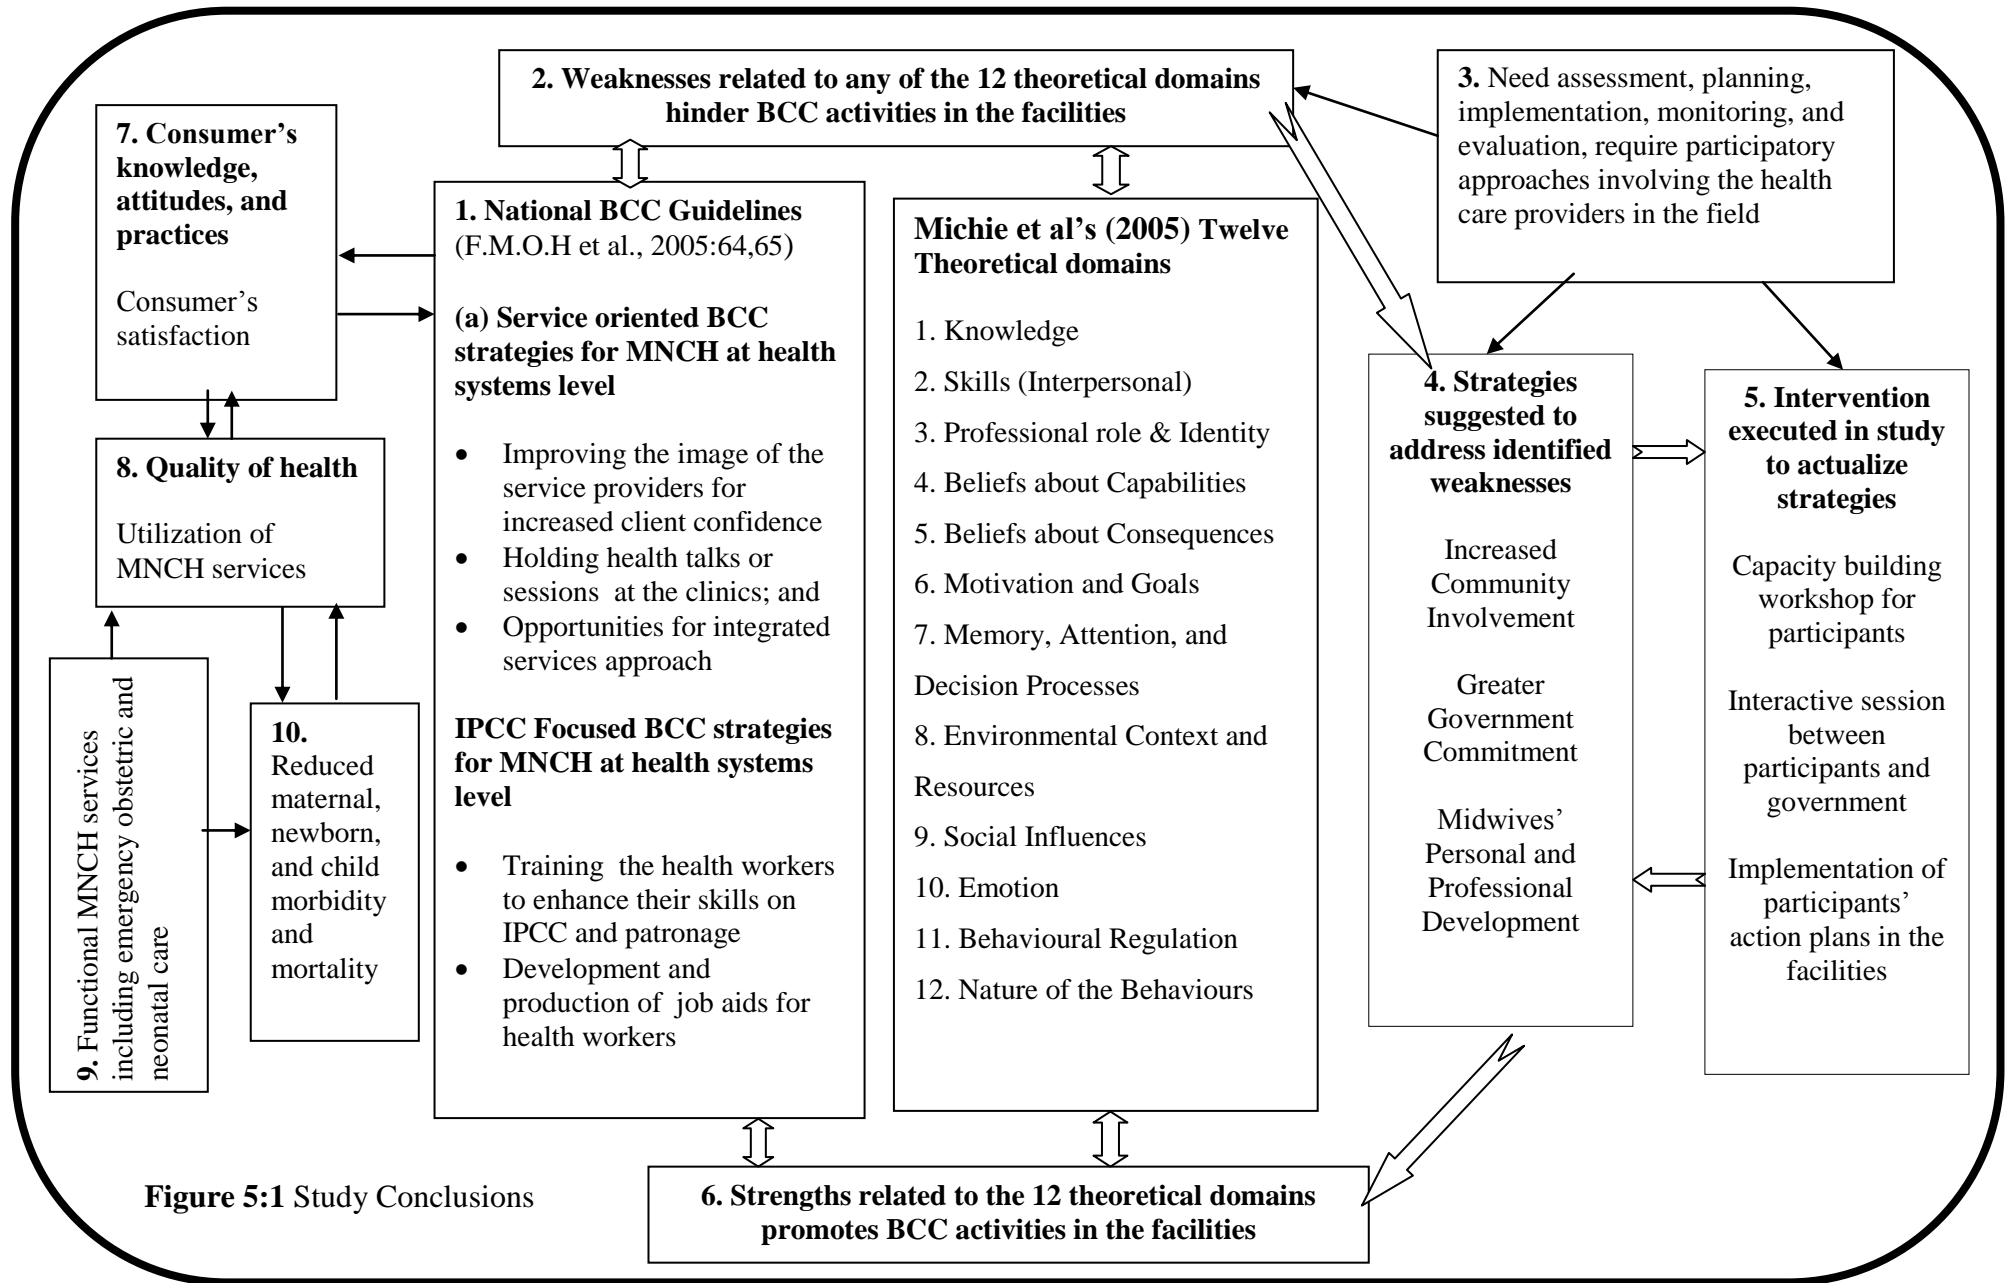 2. Weaknesses related to any of the 12 theoretical domains
hinder BCC activities in the facilities
3. Need assessment, planning,
implementation, monitoring, and
evaluation, require participatory
approaches involving the health
care providers in the field
7. Consumer’s
knowledge,
attitudes, and
practices
Consumer’s
satisfaction
8. Quality of health
Utilization of
MNCH services
9. Functional MNCH services
including emergency obstetric and
neonatal care
10.
Reduced
maternal,
newborn,
and child
morbidity
and
mortality
1. National BCC Guidelines
(F.M.O.H et al., 2005:64,65)
(a) Service oriented BCC
strategies for MNCH at health
systems level
• Improving the image of the
service providers for
increased client confidence
• Holding health talks or
sessions at the clinics; and
• Opportunities for integrated
services approach
IPCC Focused BCC strategies
for MNCH at health systems
level
• Training the health workers
to enhance their skills on
IPCC and patronage
• Development and
production of job aids for
health workers
Michie et al’s (2005) Twelve
Theoretical domains
1. Knowledge
2. Skills (Interpersonal)
3. Professional role & Identity
4. Beliefs about Capabilities
5. Beliefs about Consequences
6. Motivation and Goals
7. Memory, Attention, and
Decision Processes
8. Environmental Context and
Resources
9. Social Influences
10. Emotion
11. Behavioural Regulation
12. Nature of the Behaviours
4. Strategies
suggested to
address identified
weaknesses
Increased
Community
Involvement
Greater
Government
Commitment
Midwives’
Personal and
Professional
Development
5. Intervention
executed in study
to actualize
strategies
Capacity building
workshop for
participants
Interactive session
between
participants and
government
Implementation of
participants’
action plans in the
facilities
6. Strengths related to the 12 theoretical domains
promotes BCC activities in the facilities
Figure 5:1 Study Conclusions